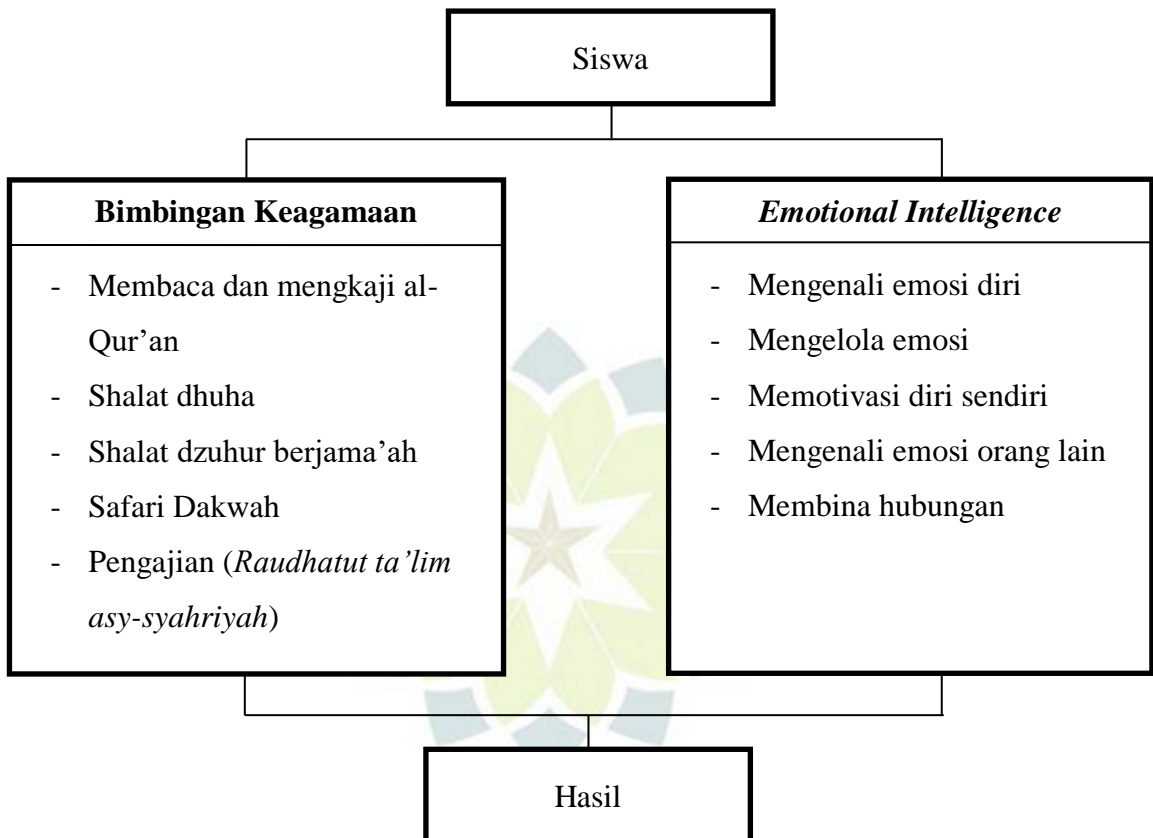 Siswa
Bimbingan Keagamaan
- Membaca dan mengkaji al-
Qur’an
- Shalat dhuha
- Shalat dzuhur berjama’ah
- Safari Dakwah
- Pengajian (Raudhatut ta’lim
asy-syahriyah)
Emotional Intelligence
- Mengenali emosi diri
- Mengelola emosi
- Memotivasi diri sendiri
- Mengenali emosi orang lain
- Membina hubungan
Hasil